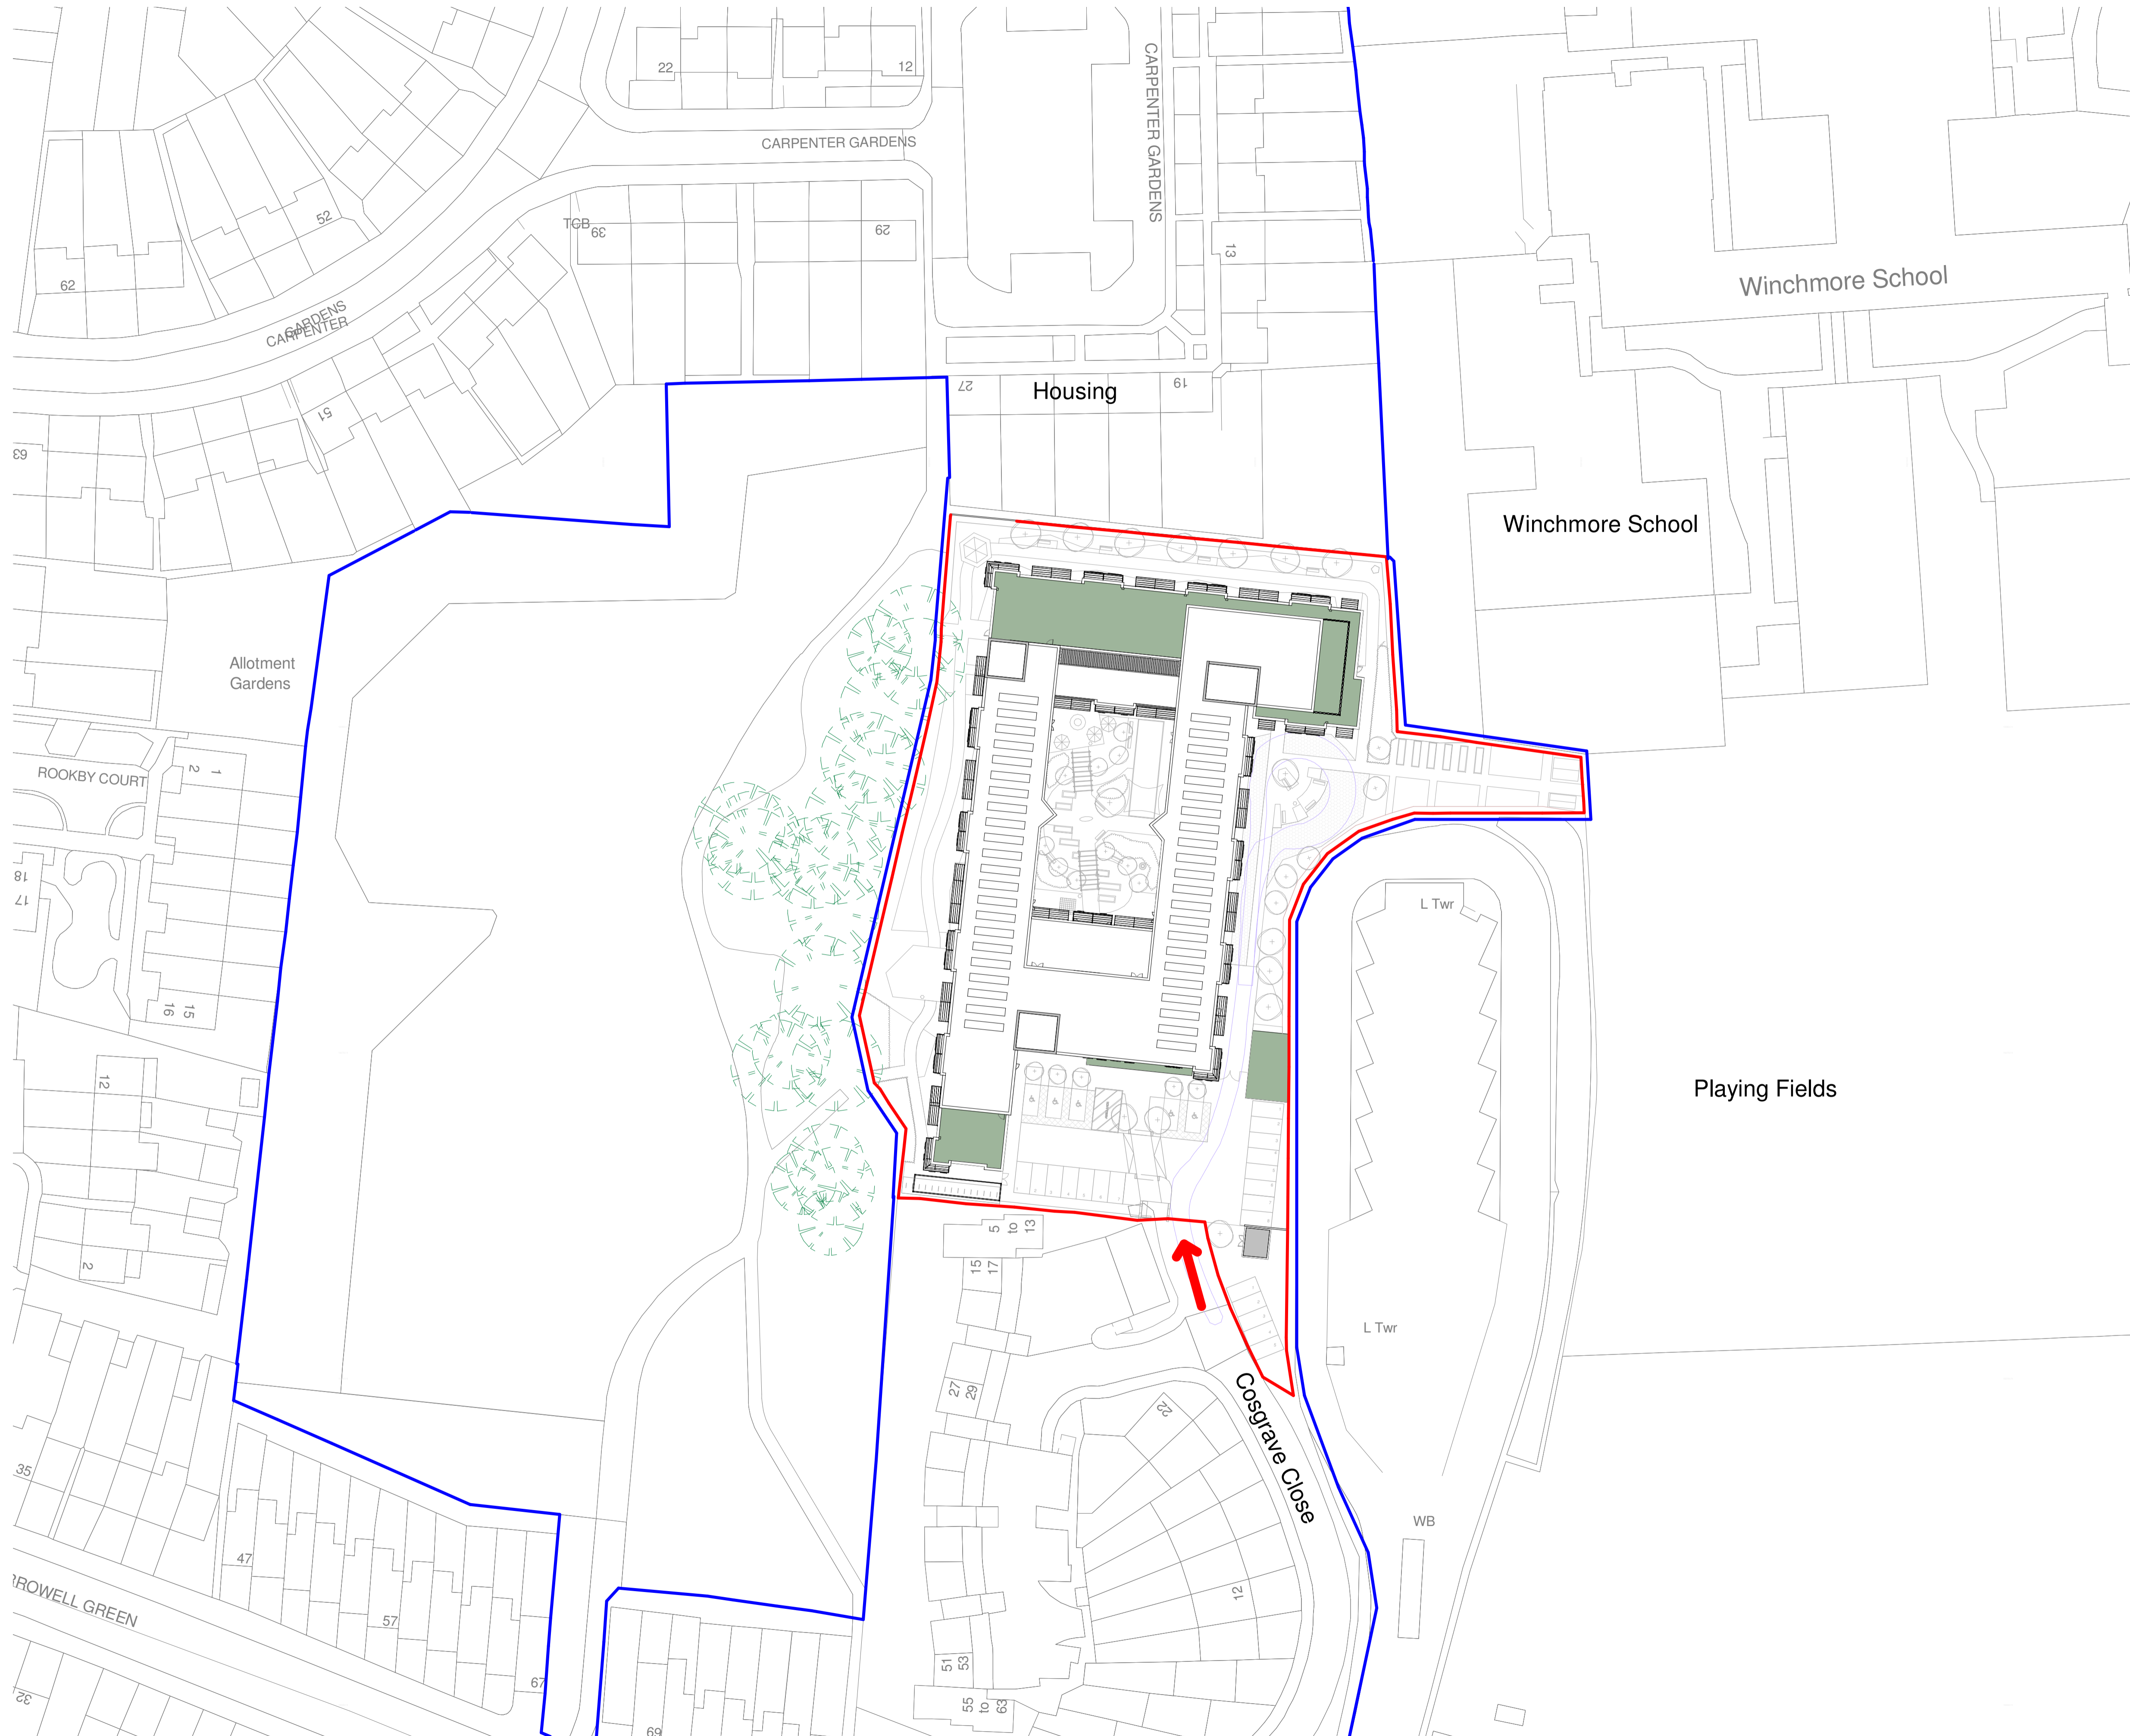 22
12
CARPENTER GARDENS
CARPENTER GARDENS
52
TCB
39
29
13
62
Winchmore School
GARDENS
CARPENTER
27
Housing
19
51
63
Winchmore School
Allotment
Gardens
ROOKBY COURT
2
1
18
17
L Twr
16
15
12
Playing Fields
2
5
to
13
15
17
L Twr
27
29
22
Cosgrave Close
35
WB
47
12
57
ROWELL GREEN
51
53
67
32
55
to
63
69